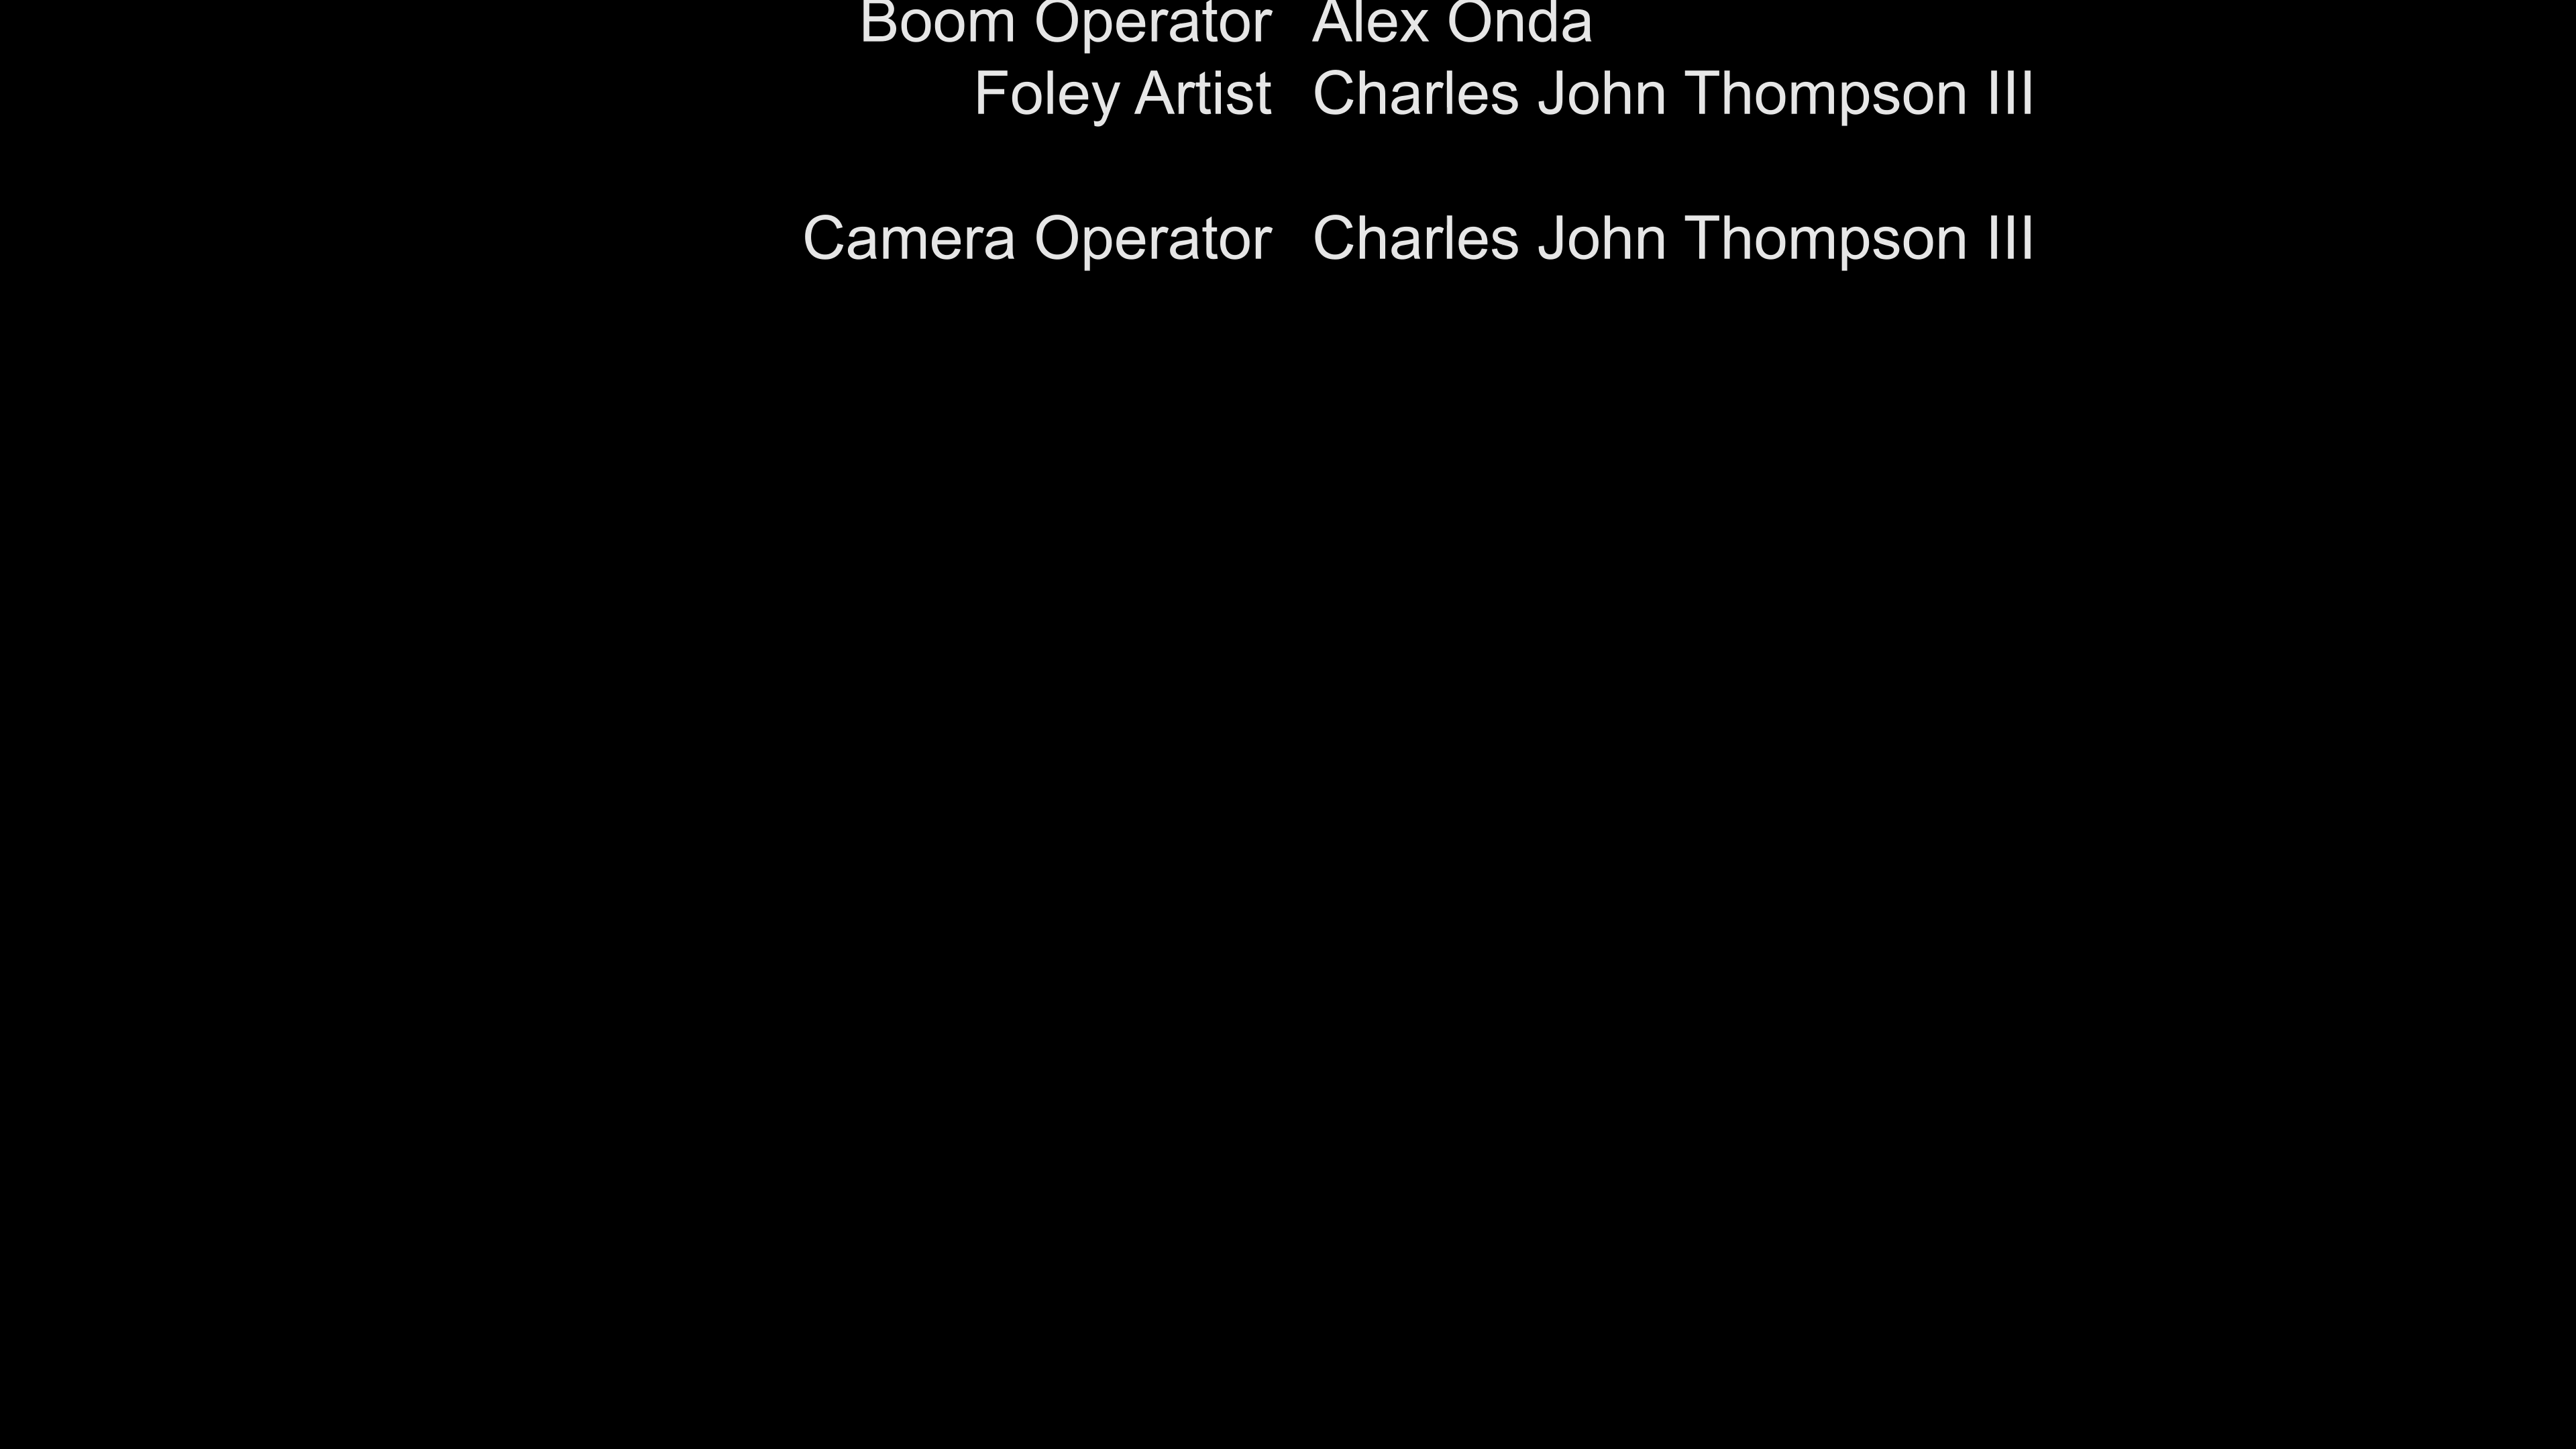 Boom Operator Alex Onda
Foley Artist Charles John Thompson III
Camera Operator Charles John Thompson III